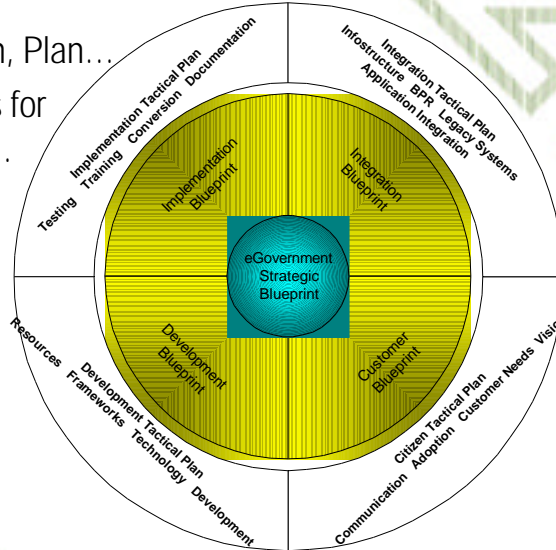 n, Plan...
s for
.
Implementation Tactical Plan
Testing Training Conversion Documentation
Integration Tactical Plan
Infostructure BPR Legacy Systems
Application Integration
Implementation
Blueprint
Integration
Blueprint
eGovernment
Strategic
Blueprint
Development
Blueprint
Customer
Blueprint
Development Tactical Plan
Resources Frameworks Technology Development
Citizen Tactical Plan
Communication Adoption Customer Needs Vision